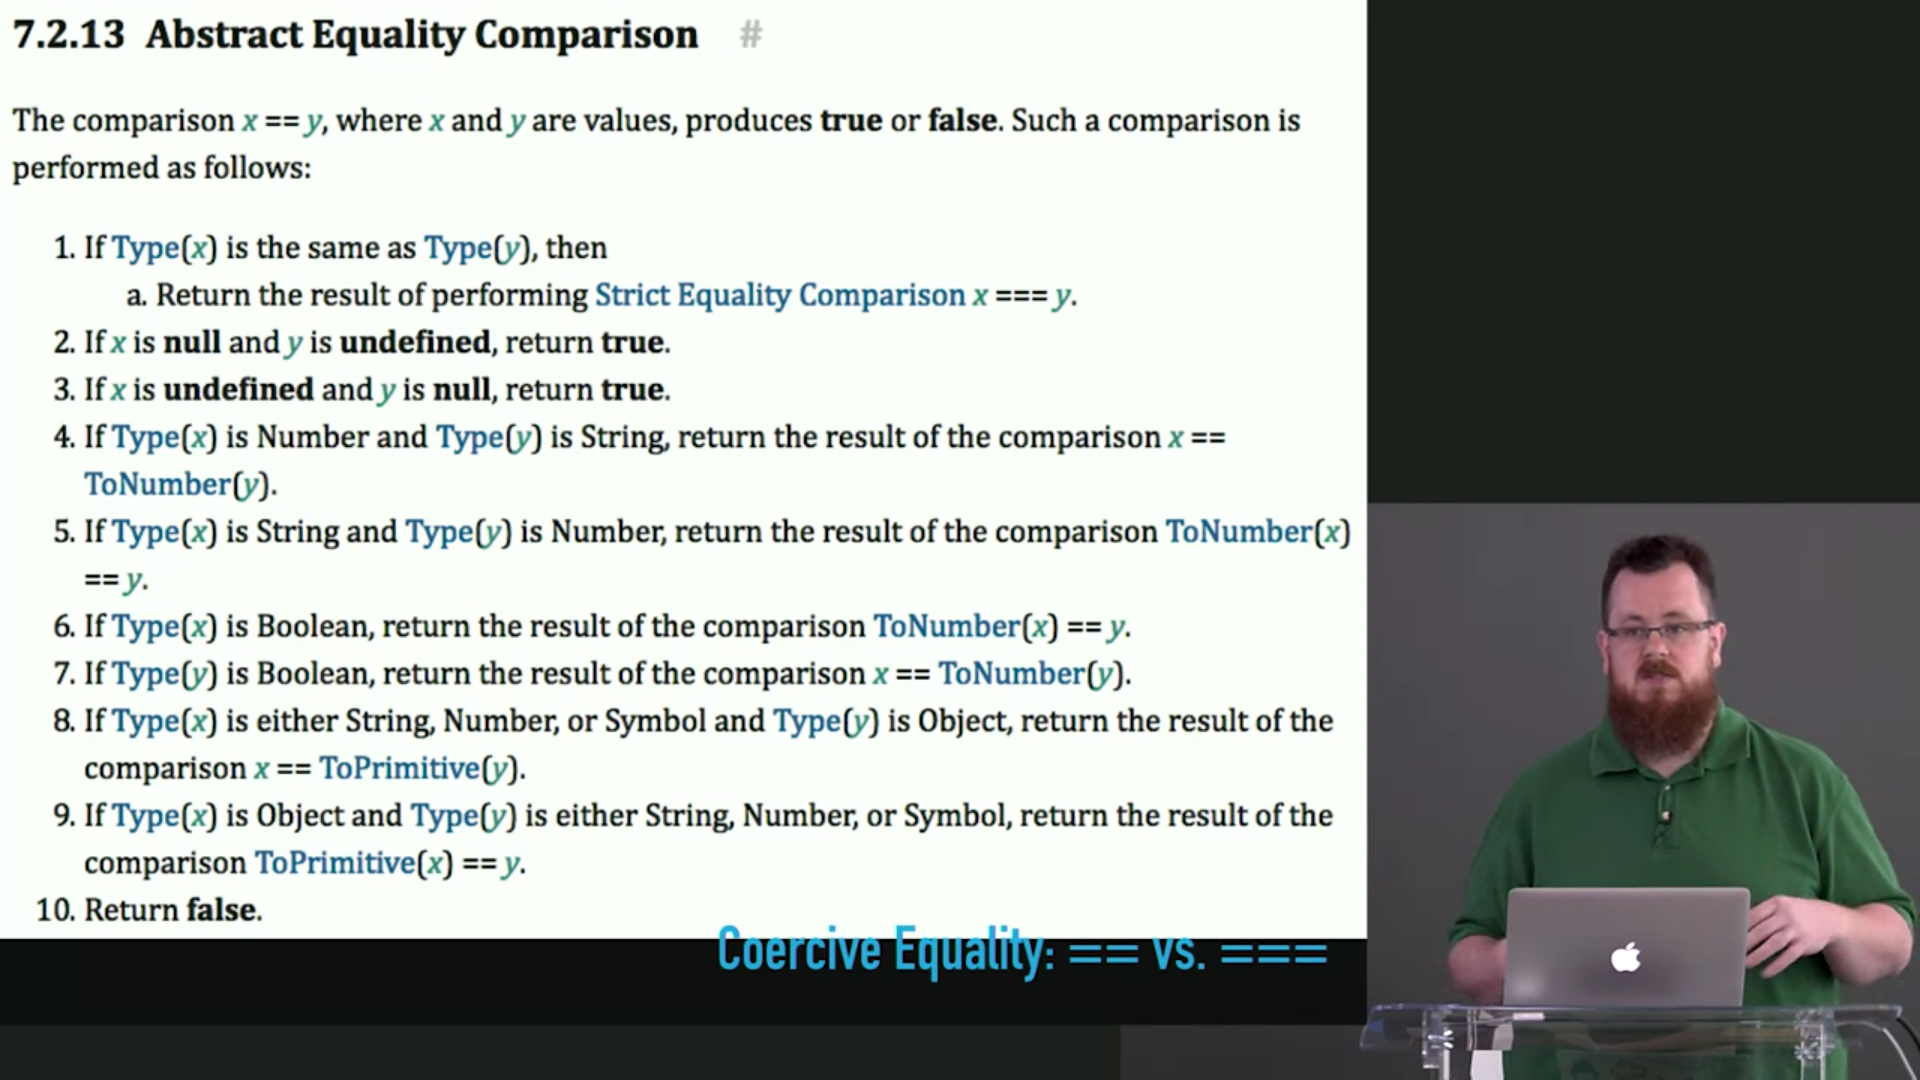 7.2.13 Abstract Equality Comparison #
The comparison x == y, where x and y are values, produces true or false. Such a comparison is
performed as follows:
1. If Type(x) is the same as Type(y), then
a. Return the result of performing Strict Equality Comparison x === y.
2. If x is null and y is undefined, return true.
3. If x is undefined and y is null, return true.
4. If Type(x) is Number and Type(y) is String, return the result of the comparison x ==
ToNumber(y).
5. If Type(x) is String and Type(y) is Number, return the result of the comparison ToNumber(x)
== y.
6. If Type(x) is Boolean, return the result of the comparison ToNumber(x) == y.
7. If Type(y) is Boolean, return the result of the comparison x == ToNumber(y).
8. If Type(x) is either String, Number, or Symbol and Type(y) is Object, return the result of the
comparison x == ToPrimitive(y).
9. If Type(x) is Object and Type(y) is either String, Number, or Symbol, return the result of the
comparison ToPrimitive(x) == y.
10. Return false.
Coercive Equality: == vs. ===